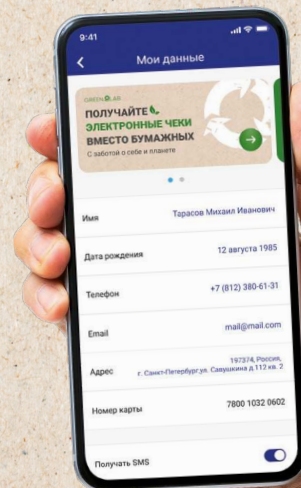 9:41
Мои данные
GREEN LAB
ПОЛУЧАЙТЕ
ЭЛЕКТРОННЫЕ ЧЕКИ
ВМЕСТО БУМАЖНЫХ
С заботой о себе и планете
Имя Тарасов Михаил Иванович
Дата рождения 12 августа 1985
Телефон +7 (812) 380-61-31
Email mail@mail.com
197374, Россия,
Адрес г. Санкт-Петербург,ул. Савушкина д 112 кв. 2
Номер карты 7800 1032 0602
Получать SMS